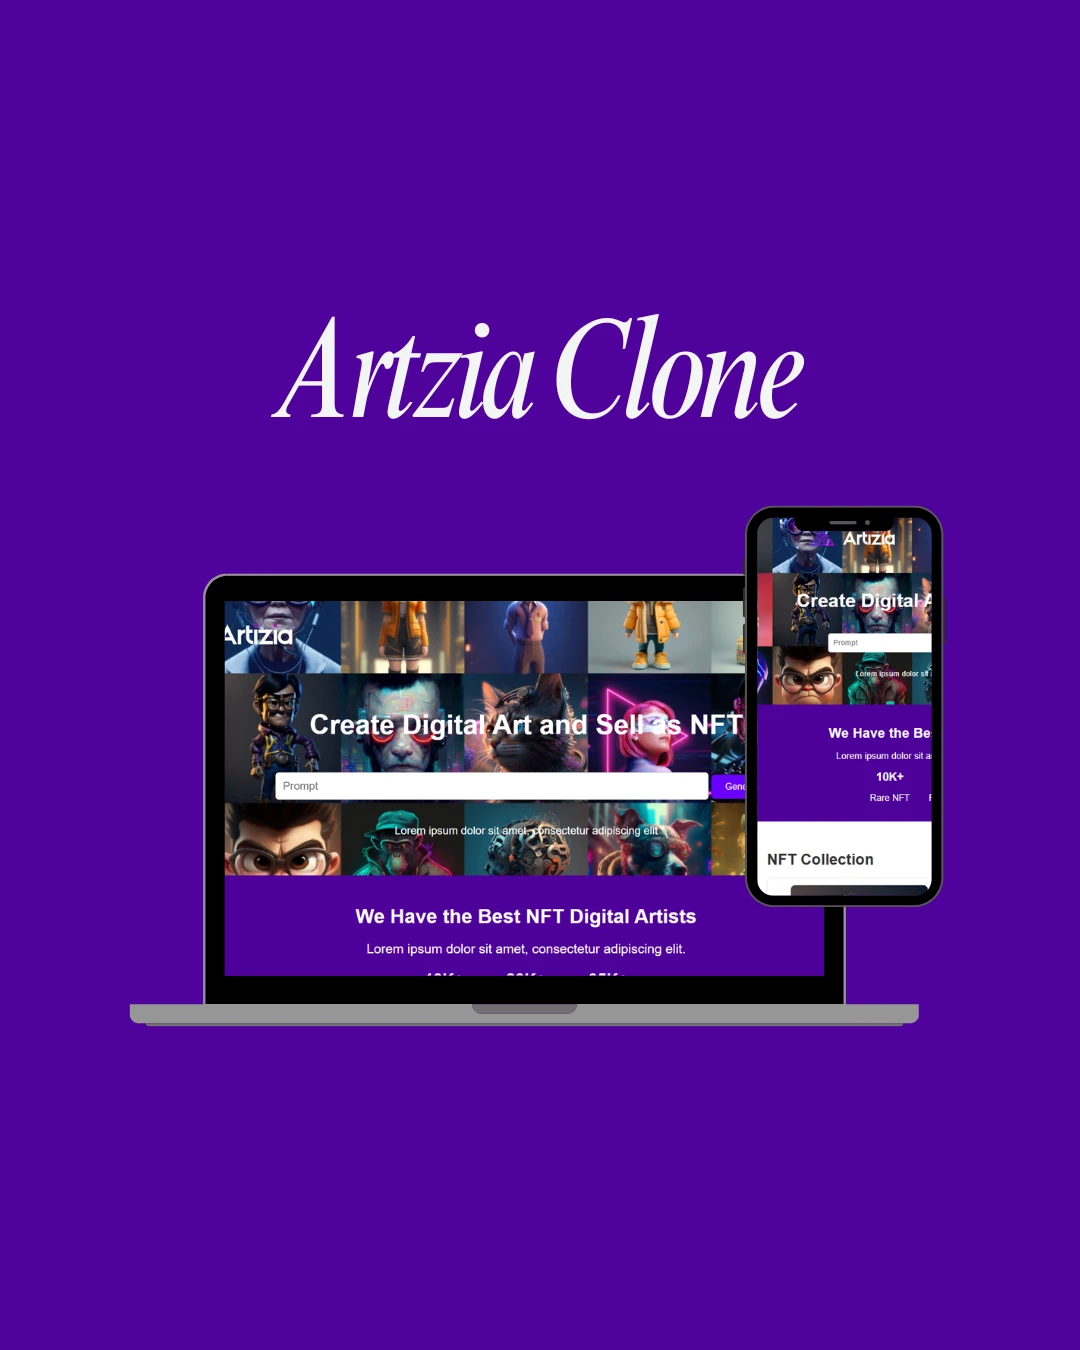 Artzia Clone
Artizia
Create Digital Art and Sell as NFT
Prompt
Gene
Lorem ipsum dolor sit amet, consectetur adipiscing elit
We Have the Best NFT Digital Artists
Lorem ipsum dolor sit amet, consectetur adipiscing elit.
Artizia
Create Digital A
Prompt
Lorem ipsum dolor sit
We Have the Bes
Lorem ipsum dolor sit a
10K+
Rare NFT
NFT Collection